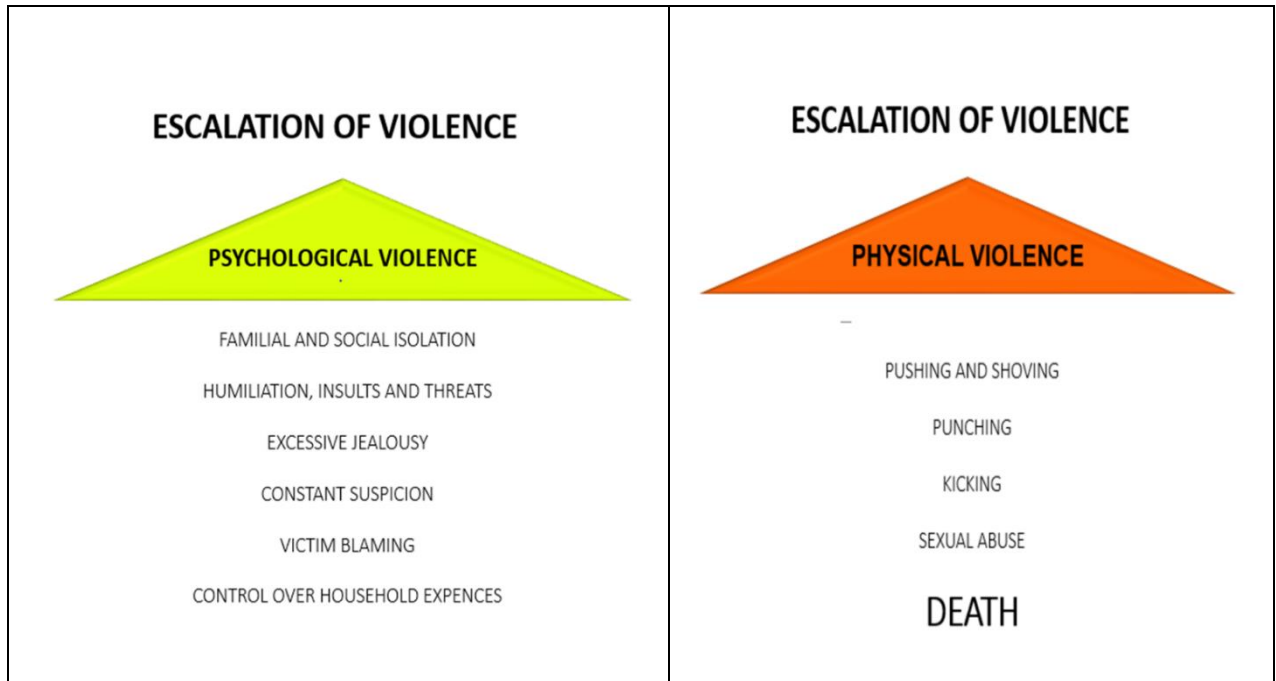 ESCALATION OF VIOLENCE
PSYCHOLOGICAL VIOLENCE
.
FAMILIAL AND SOCIAL ISOLATION
HUMILIATION, INSULTS AND THREATS
EXCESSIVE JEALOUSY
CONSTANT SUSPICION
VICTIM BLAMING
CONTROL OVER HOUSEHOLD EXPENCES
ESCALATION OF VIOLENCE
PHYSICAL VIOLENCE
PUSHING AND SHOVING
PUNCHING
KICKING
SEXUAL ABUSE
DEATH